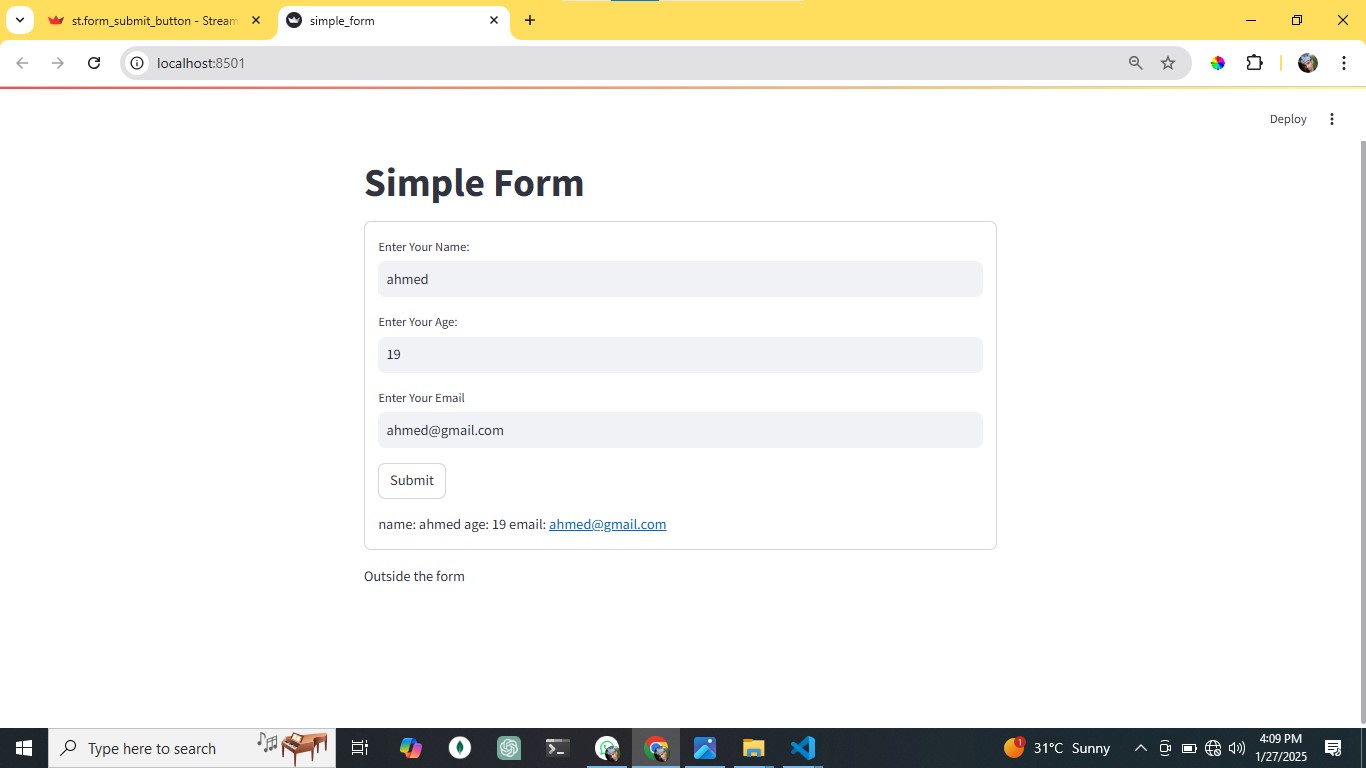 st.form_submit_button - Stream
simple_form
localhost:8501
Deploy
Simple Form
Enter Your Name:
ahmed
Enter Your Age:
19
Enter Your Email
ahmed@gmail.com
Submit
name: ahmed age: 19 email: ahmed@gmail.com
Outside the form
Type here to search
1
31°C Sunny
4:09 PM
1/27/2025